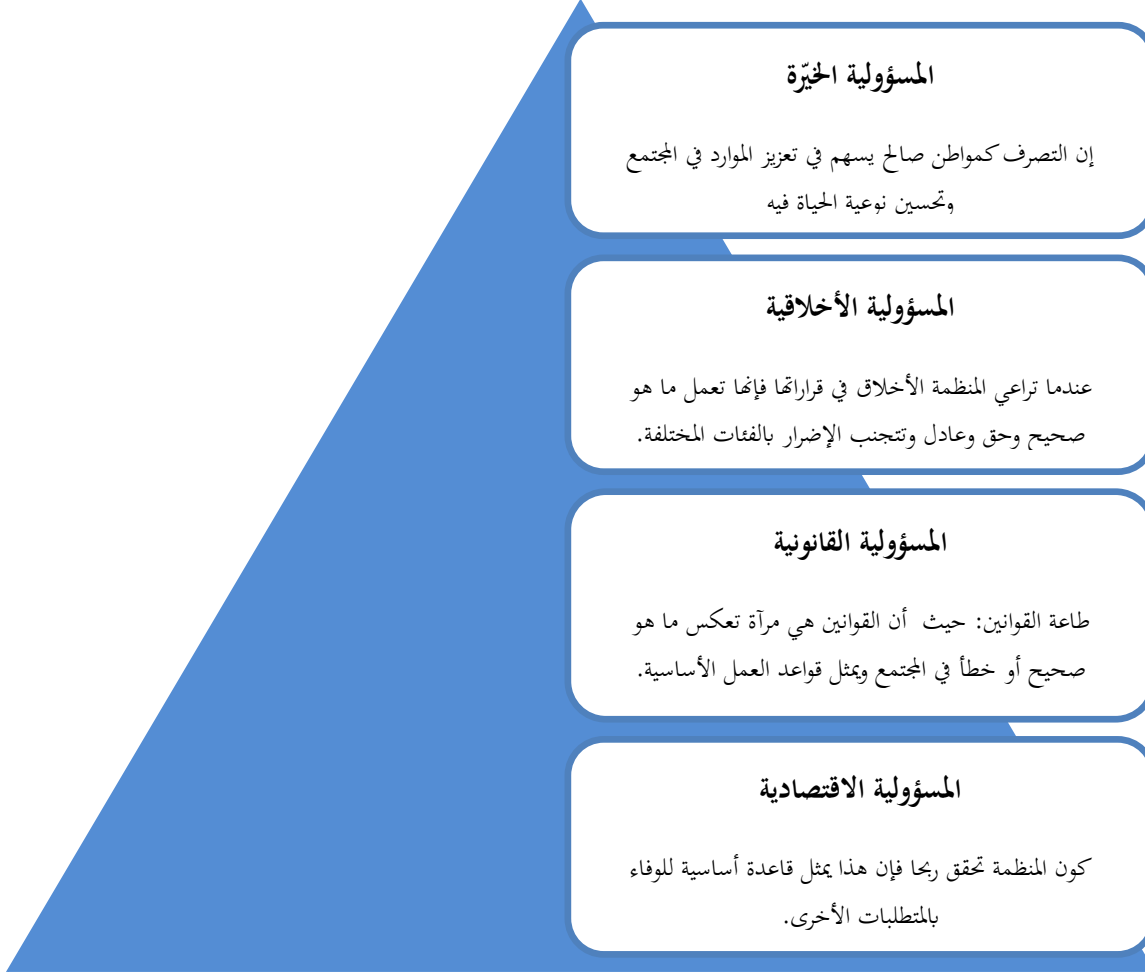 المسؤولية الخيّرة
إن التصرف كمواطن صالح يسهم في تعزيز الموارد في المجتمع
وتحسين نوعية الحياة فيه
المسؤولية الأخلاقية
عندما تراعي المنظمة الأخلاق في قراراتها فإنها تعمل ما هو
صحيح وحق وعادل وتتجنب الإضرار بالفئات المختلفة.
المسؤولية القانونية
طاعة القوانين: حيث أن القوانين هي مرآة تعكس ما هو
صحيح أو خطأ في المجتمع ويمثل قواعد العمل الأساسية.
المسؤولية الاقتصادية
كون المنظمة تحقق ربحا فإن هذا يمثل قاعدة أساسية للوفاء
بالمتطلبات الأخرى.